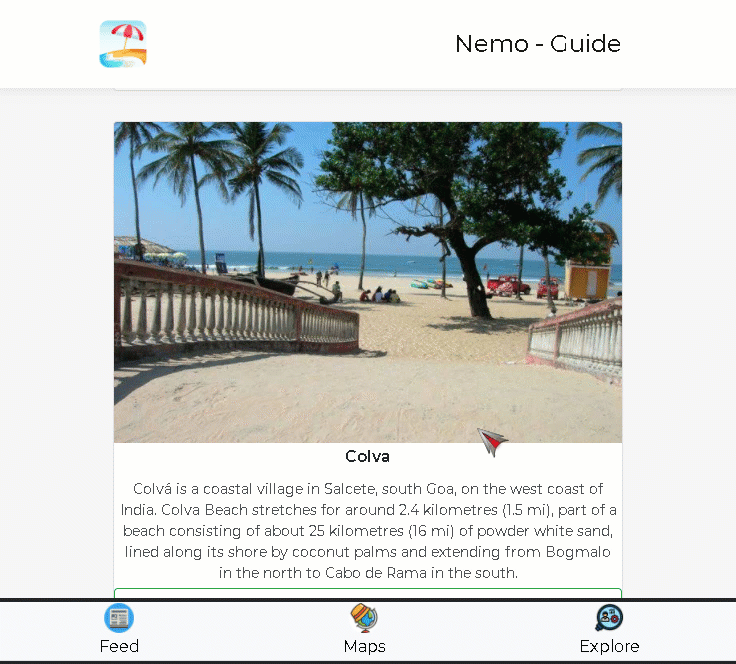 Nemo - Guide
Colva
Colvá is a coastal village in Salcete, south Goa, on the west coast of
India. Colva Beach stretches for around 2.4 kilometres (1.5 mi), part of a
beach consisting of about 25 kilometres (16 mi) of powder white sand,
lined along its shore by coconut palms and extending from Bogmalo
in the north to Cabo de Rama in the south.
Feed
Maps
Explore